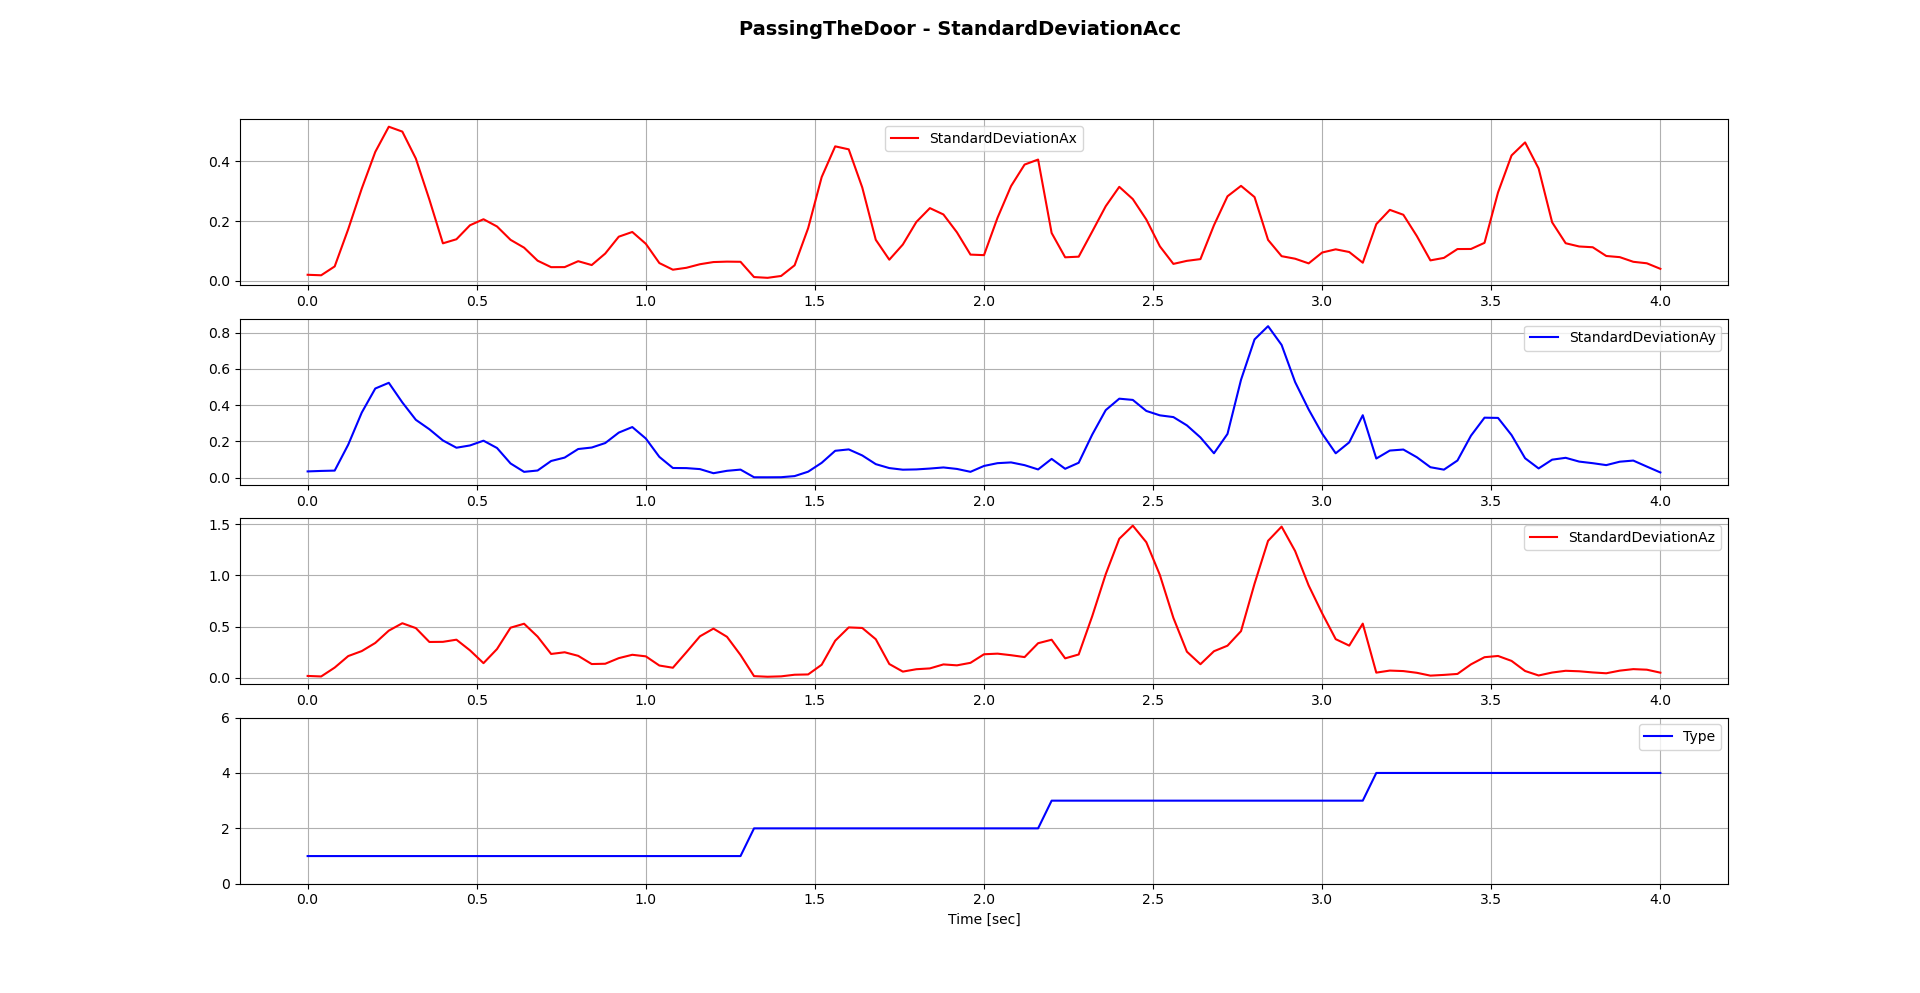 PassingTheDoor - StandardDeviationAcc
StandardDeviationAx
0.4
0.2
0.0
0.0 0.5 1.0 1.5 2.0 2.5 3.0 3.5 4.0
StandardDeviationAy
0.8
0.6
0.4
0.2
0.0
0.0 0.5 1.0 1.5 2.0 2.5 3.0 3.5 4.0
StandardDeviationAz
1.5
1.0
0.5
0.0
0.0 0.5 1.0 1.5 2.0 2.5 3.0 3.5 4.0
Type
6
4
2
0
0.0 0.5 1.0 1.5 2.0 2.5 3.0 3.5 4.0
Time [sec]